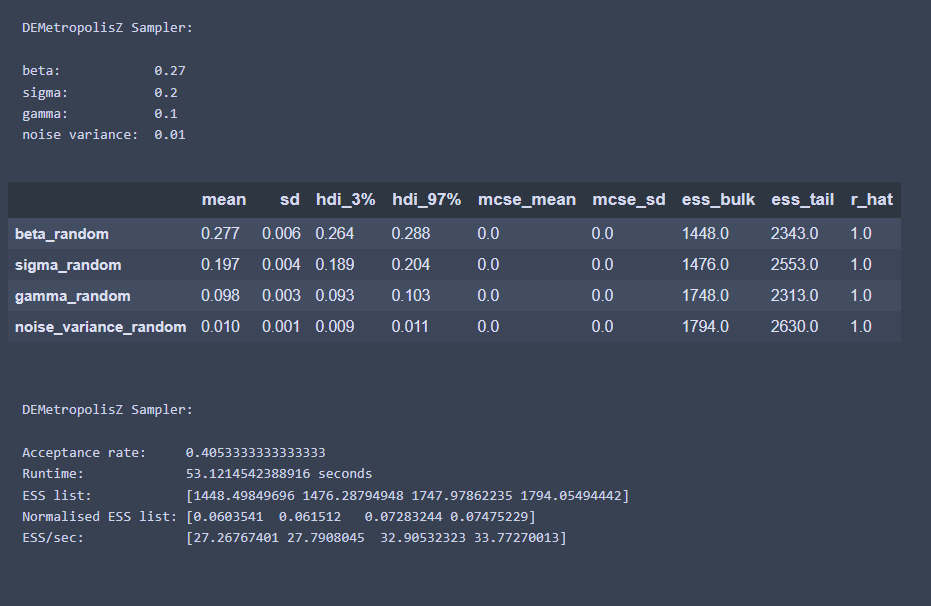 DEMetropolisZ Sampler:
beta: 0.27
sigma: 0.2
gamma: 0.1
noise variance: 0.01
mean sd hdi_3% hdi_97% mcse_mean mcse_sd ess_bulk ess_tail r_hat
beta_random 0.277 0.006 0.264 0.288 0.0 0.0 1448.0 2343.0 1.0
sigma_random 0.197 0.004 0.189 0.204 0.0 0.0 1476.0 2553.0 1.0
gamma_random 0.098 0.003 0.093 0.103 0.0 0.0 1748.0 2313.0 1.0
noise_variance_random 0.010 0.001 0.009 0.011 0.0 0.0 1794.0 2630.0 1.0
DEMetropolisZ Sampler:
Acceptance rate: 0.4053333333333333
Runtime: 53.1214542388916 seconds
ESS list: [1448.49849696 1476.28794948 1747.97862235 1794.05494442]
Normalised ESS list: [0.0603541 0.061512 0.07283244 0.07475229]
ESS/sec: [27.26767401 27.7908045 32.90532323 33.77270013]